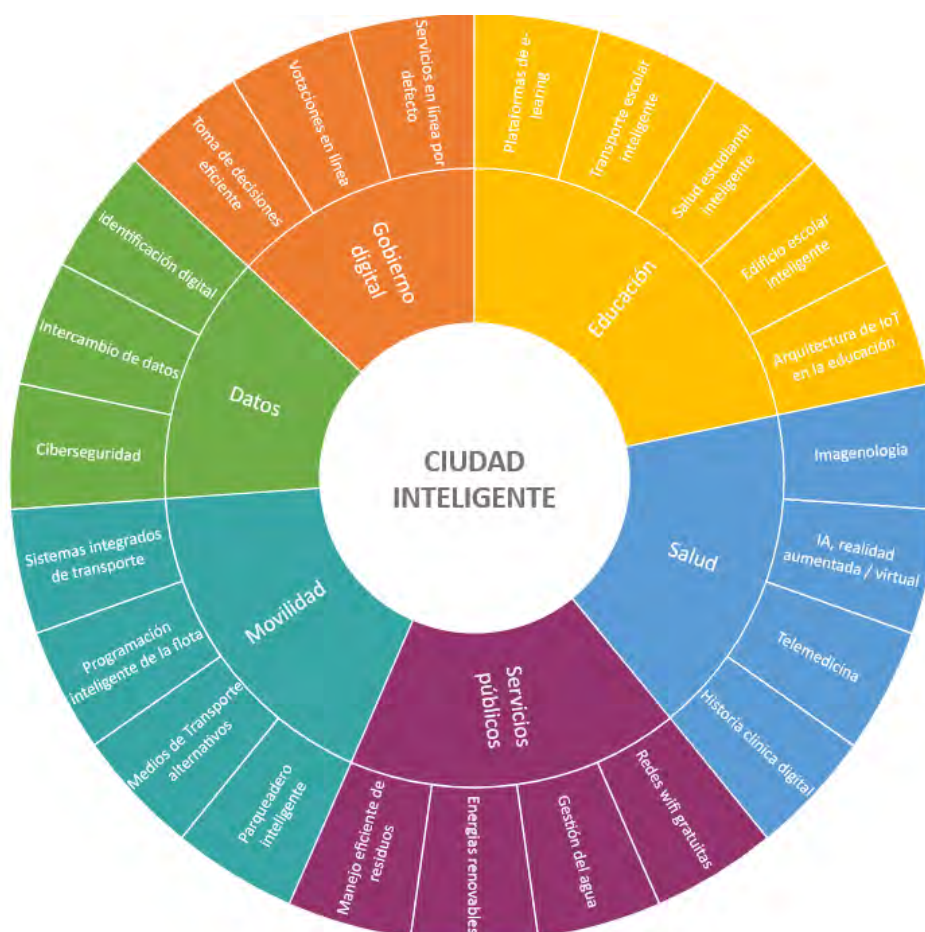 CIUDAD
INTELIGENTE
Educación
Plataformas de e-
learing
Transporte escolar
inteligente
Salud estudiantil
inteligente
Edificio escolar
inteligente
Arquitectura de IoT
en la educación
Salud
Imagenologia
IA, realidad
aumentada / virtual
Telemedicina
Historia clinica digital
Servicios
públicos
Redes wifi gratuitas
Gestión del agua
Energias renovables
Manejo eficiente de
residuos
Movilidad
Parqueadero
inteligente
Medios de Transporte
alternativos
Programación
inteligente de la flota
Sistemas integrados
de transporte
Datos
Ciberseguridad
Intercambio de datos
Identificación digital
Gobierno
digital
Toma de decisiones
eficiente
Votaciones en línea
Servicios en línea por
defecto